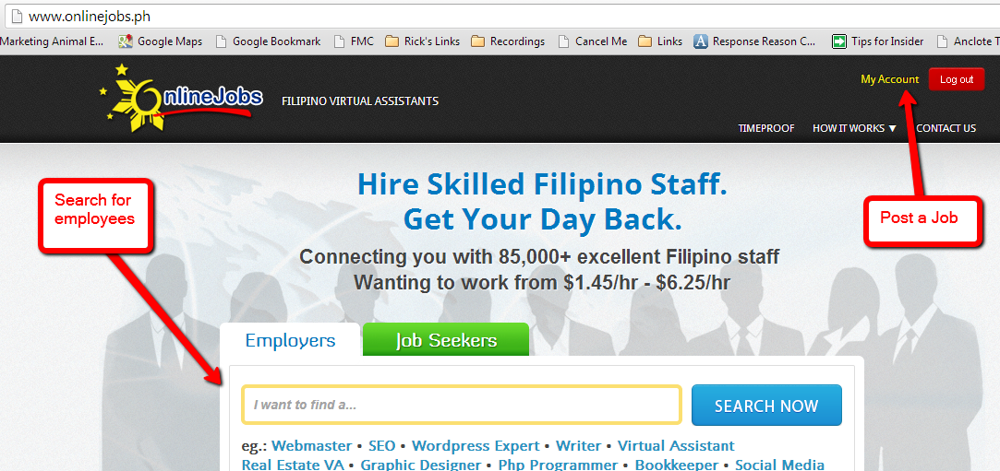 www.onlinejobs.ph
Marketing Animal E... Google Maps Google Bookmark FMC Rick's Links Recordings Cancel Me Links Response Reason C... Tips for Insider Anclote T
OnlineJobs FILIPINO VIRTUAL ASSISTANTS
My Account Log out
TIMEPROOF HOW IT WORKS ▼ CONTACT US
Hire Skilled Filipino Staff.
Get Your Day Back.
Search for
employees
Post a Job
Connecting you with 85,000+ excellent Filipino staff
Wanting to work from $1.45/hr - $6.25/hr
Employers Job Seekers
I want to find a... SEARCH NOW
eg.: Webmaster • SEO • Wordpress Expert • Writer • Virtual Assistant
Real Estate VA • Graphic Designer • Php Programmer • Bookkeeper • Social Media